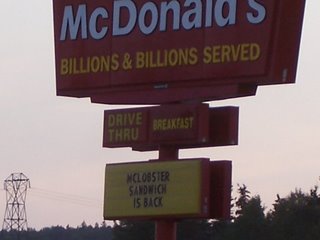 McDonald's
BILLIONS & BILLIONS SERVED
DRIVE THRU
BREAKFAST
MCLOBSTER
SANDWICH
IS BACK